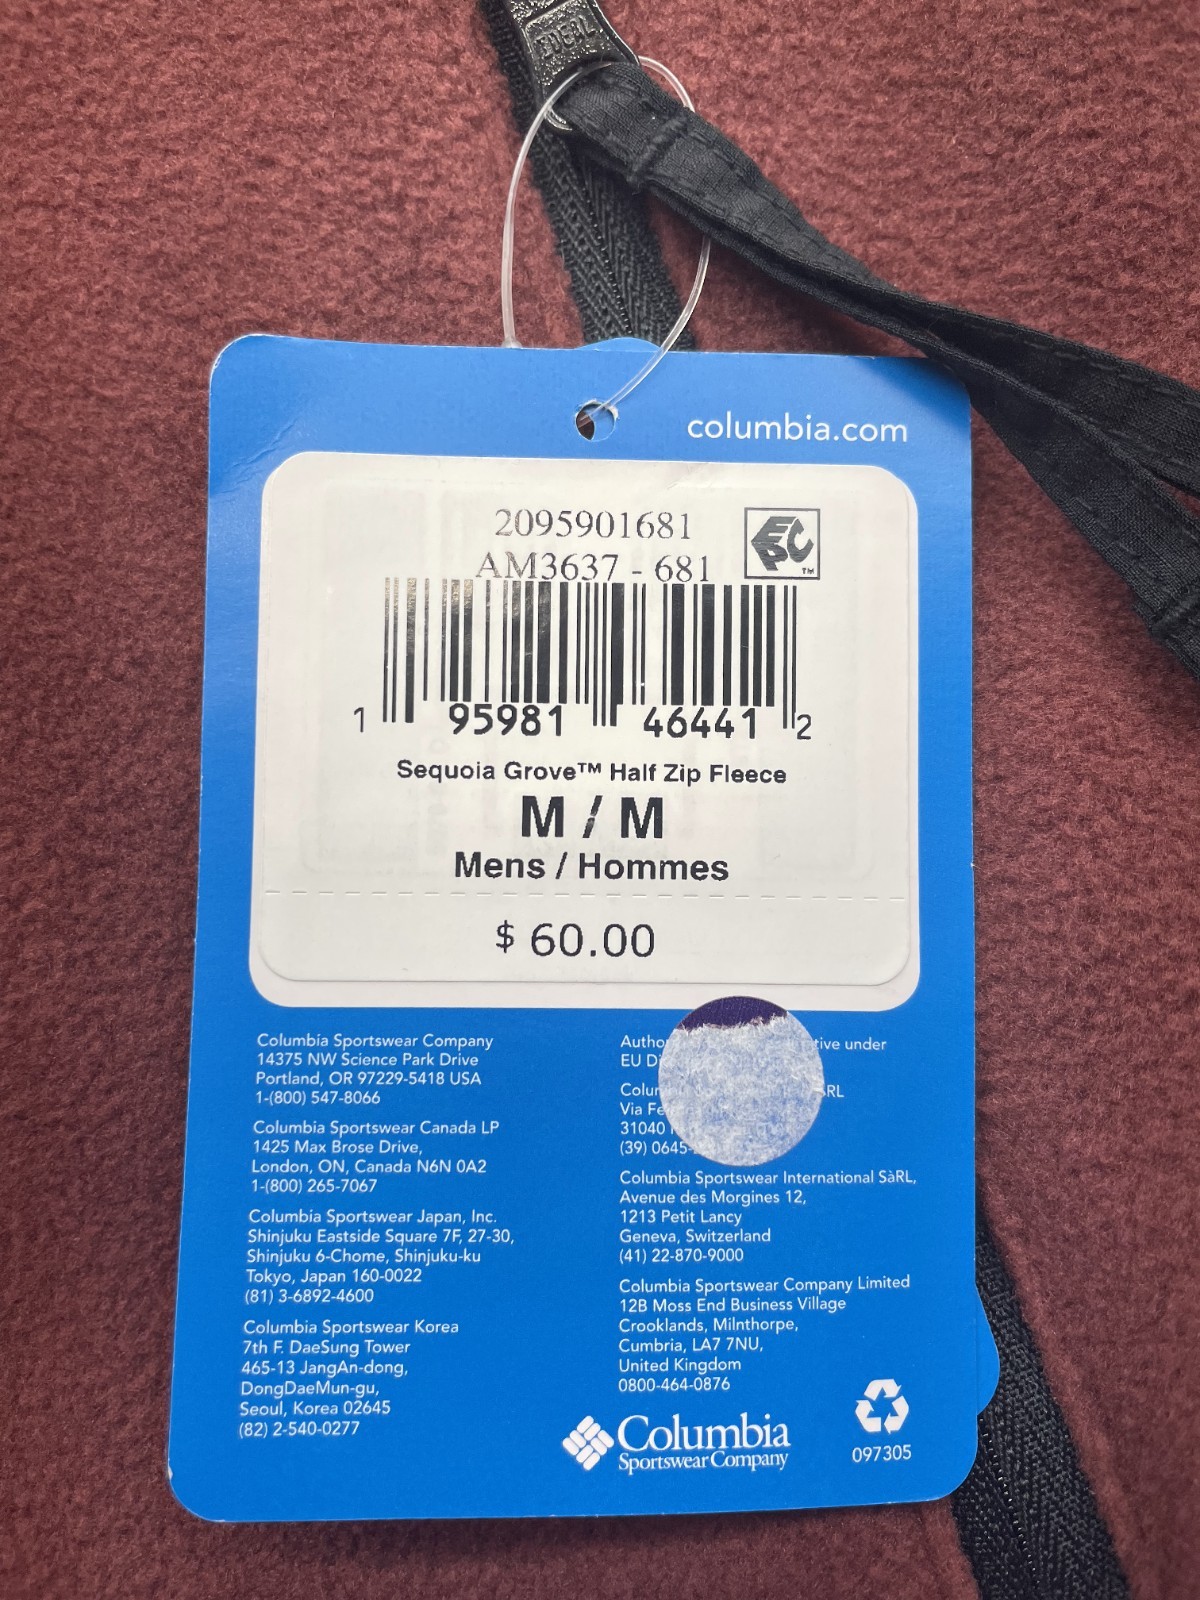 columbia.com
2095901681
AM3637 - 681
EPC
TM
1 95981 46441 2
Sequoia Grove™ Half Zip Fleece
M / M
Mens / Hommes
$ 60.00
Columbia Sportswear Company
14375 NW Science Park Drive
Portland, OR 97229-5418 USA
1-(800) 547-8066
Columbia Sportswear Canada LP
1425 Max Brose Drive,
London, ON, Canada N6N 0A2
1-(800) 265-7067
Columbia Sportswear Japan, Inc.
Shinjuku Eastside Square 7F, 27-30,
Shinjuku 6-Chome, Shinjuku-ku
Tokyo, Japan 160-0022
(81) 3-6892-4600
Columbia Sportswear Korea
7th F. DaeSung Tower
465-13 JangAn-dong,
DongDaeMun-gu,
Seoul, Korea 02645
(82) 2-540-0277
under
EU
Via
31040
(39)
Columbia Sportswear International SàRL,
Avenue des Morgines 12,
1213 Petit Lancy
Geneva, Switzerland
(41) 22-870-9000
Columbia Sportswear Company Limited
12B Moss End Business Village
Crooklands, Milnthorpe,
Cumbria, LA7 7NU,
United Kingdom
0800-464-0876
Columbia
Sportswear Company
097305